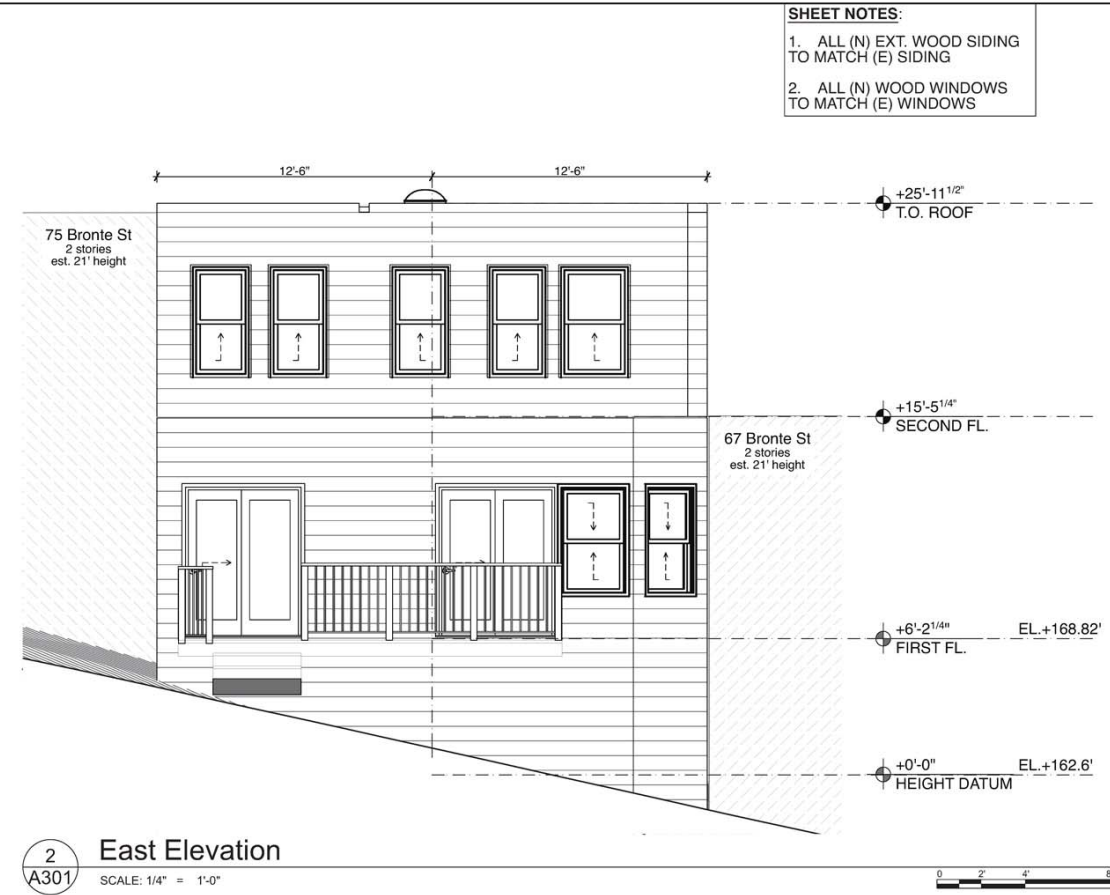 SHEET NOTES:
1. ALL (N) EXT. WOOD SIDING
TO MATCH (E) SIDING
2. ALL (N) WOOD WINDOWS
TO MATCH (E) WINDOWS
12'-6"
12'-6"
+25'-11 1/2"
T.O. ROOF
75 Bronte St
2 stories
est. 21' height
+15'-5 1/4"
SECOND FL.
67 Bronte St
2 stories
est. 21' height
+6'-2 1/4" EL.+168.82'
FIRST FL.
+0'-0" EL.+162.6'
HEIGHT DATUM
2
A301
East Elevation
SCALE: 1/4" = 1'-0"
0 2' 4' 8